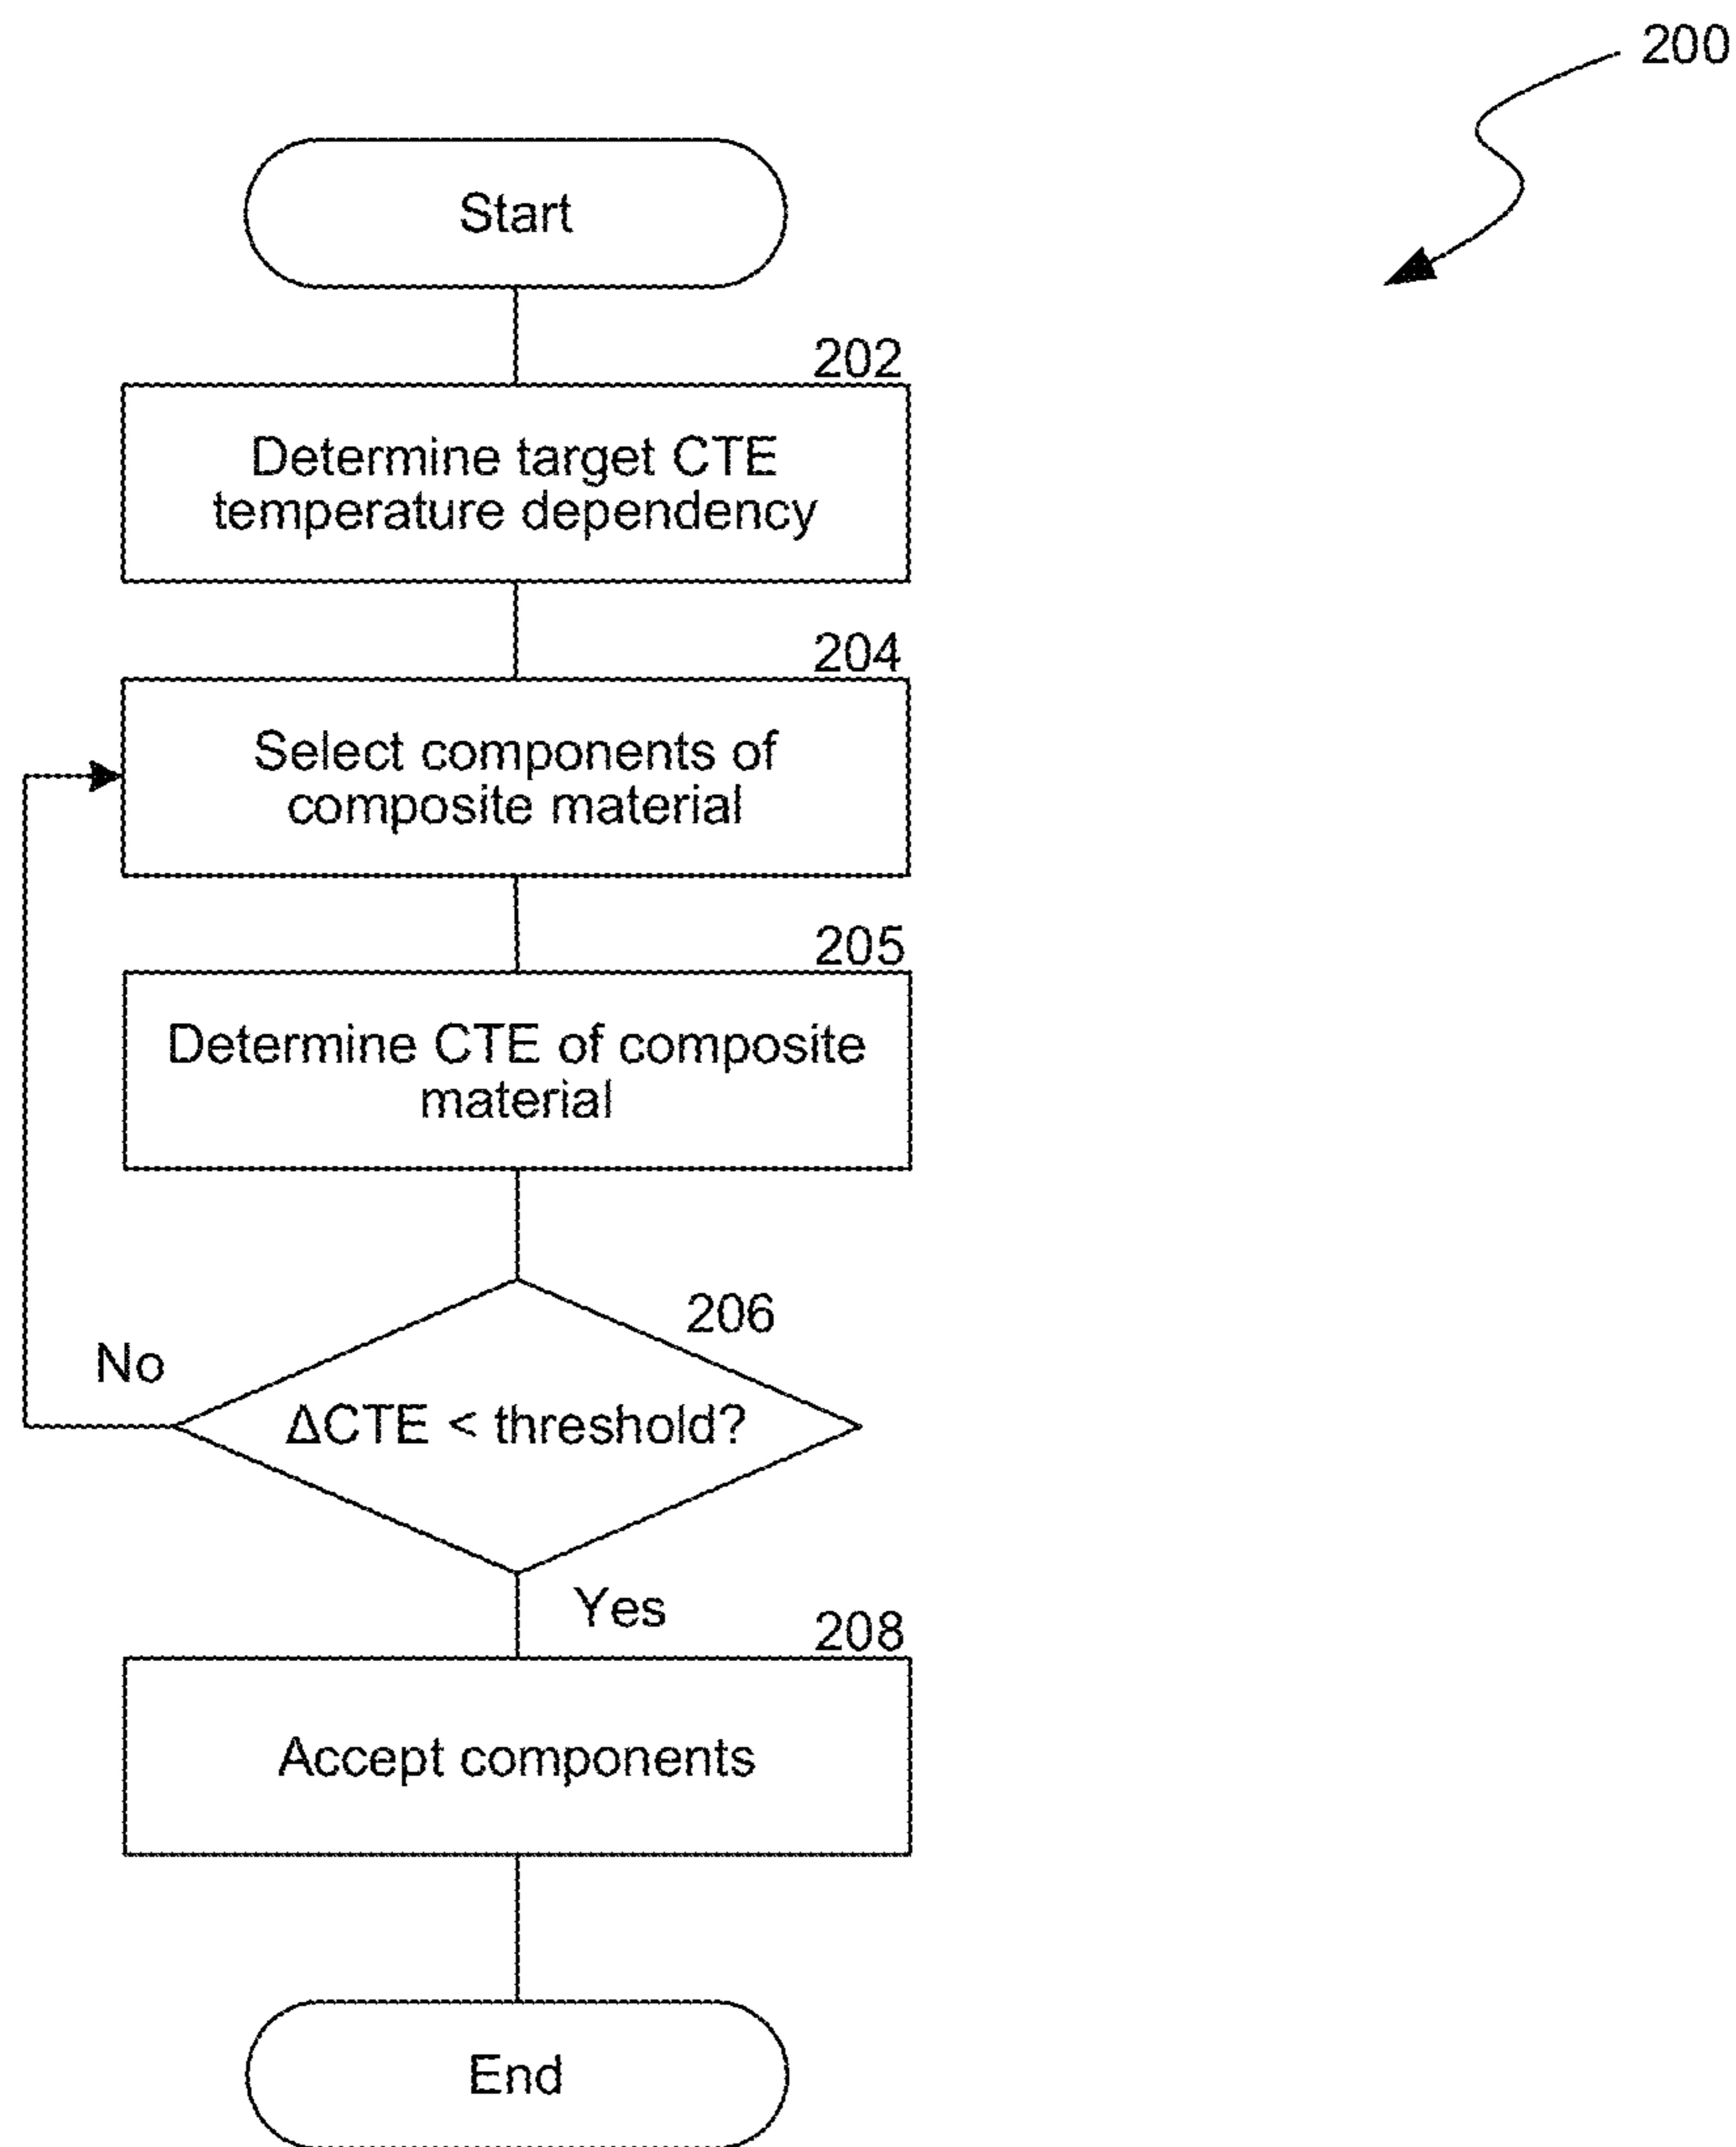 200
Start
202
Determine target CTE
temperature dependency
204
Select components of
composite material
205
Determine CTE of composite
material
206
No
ΔCTE < threshold?
Yes
208
Accept components
End